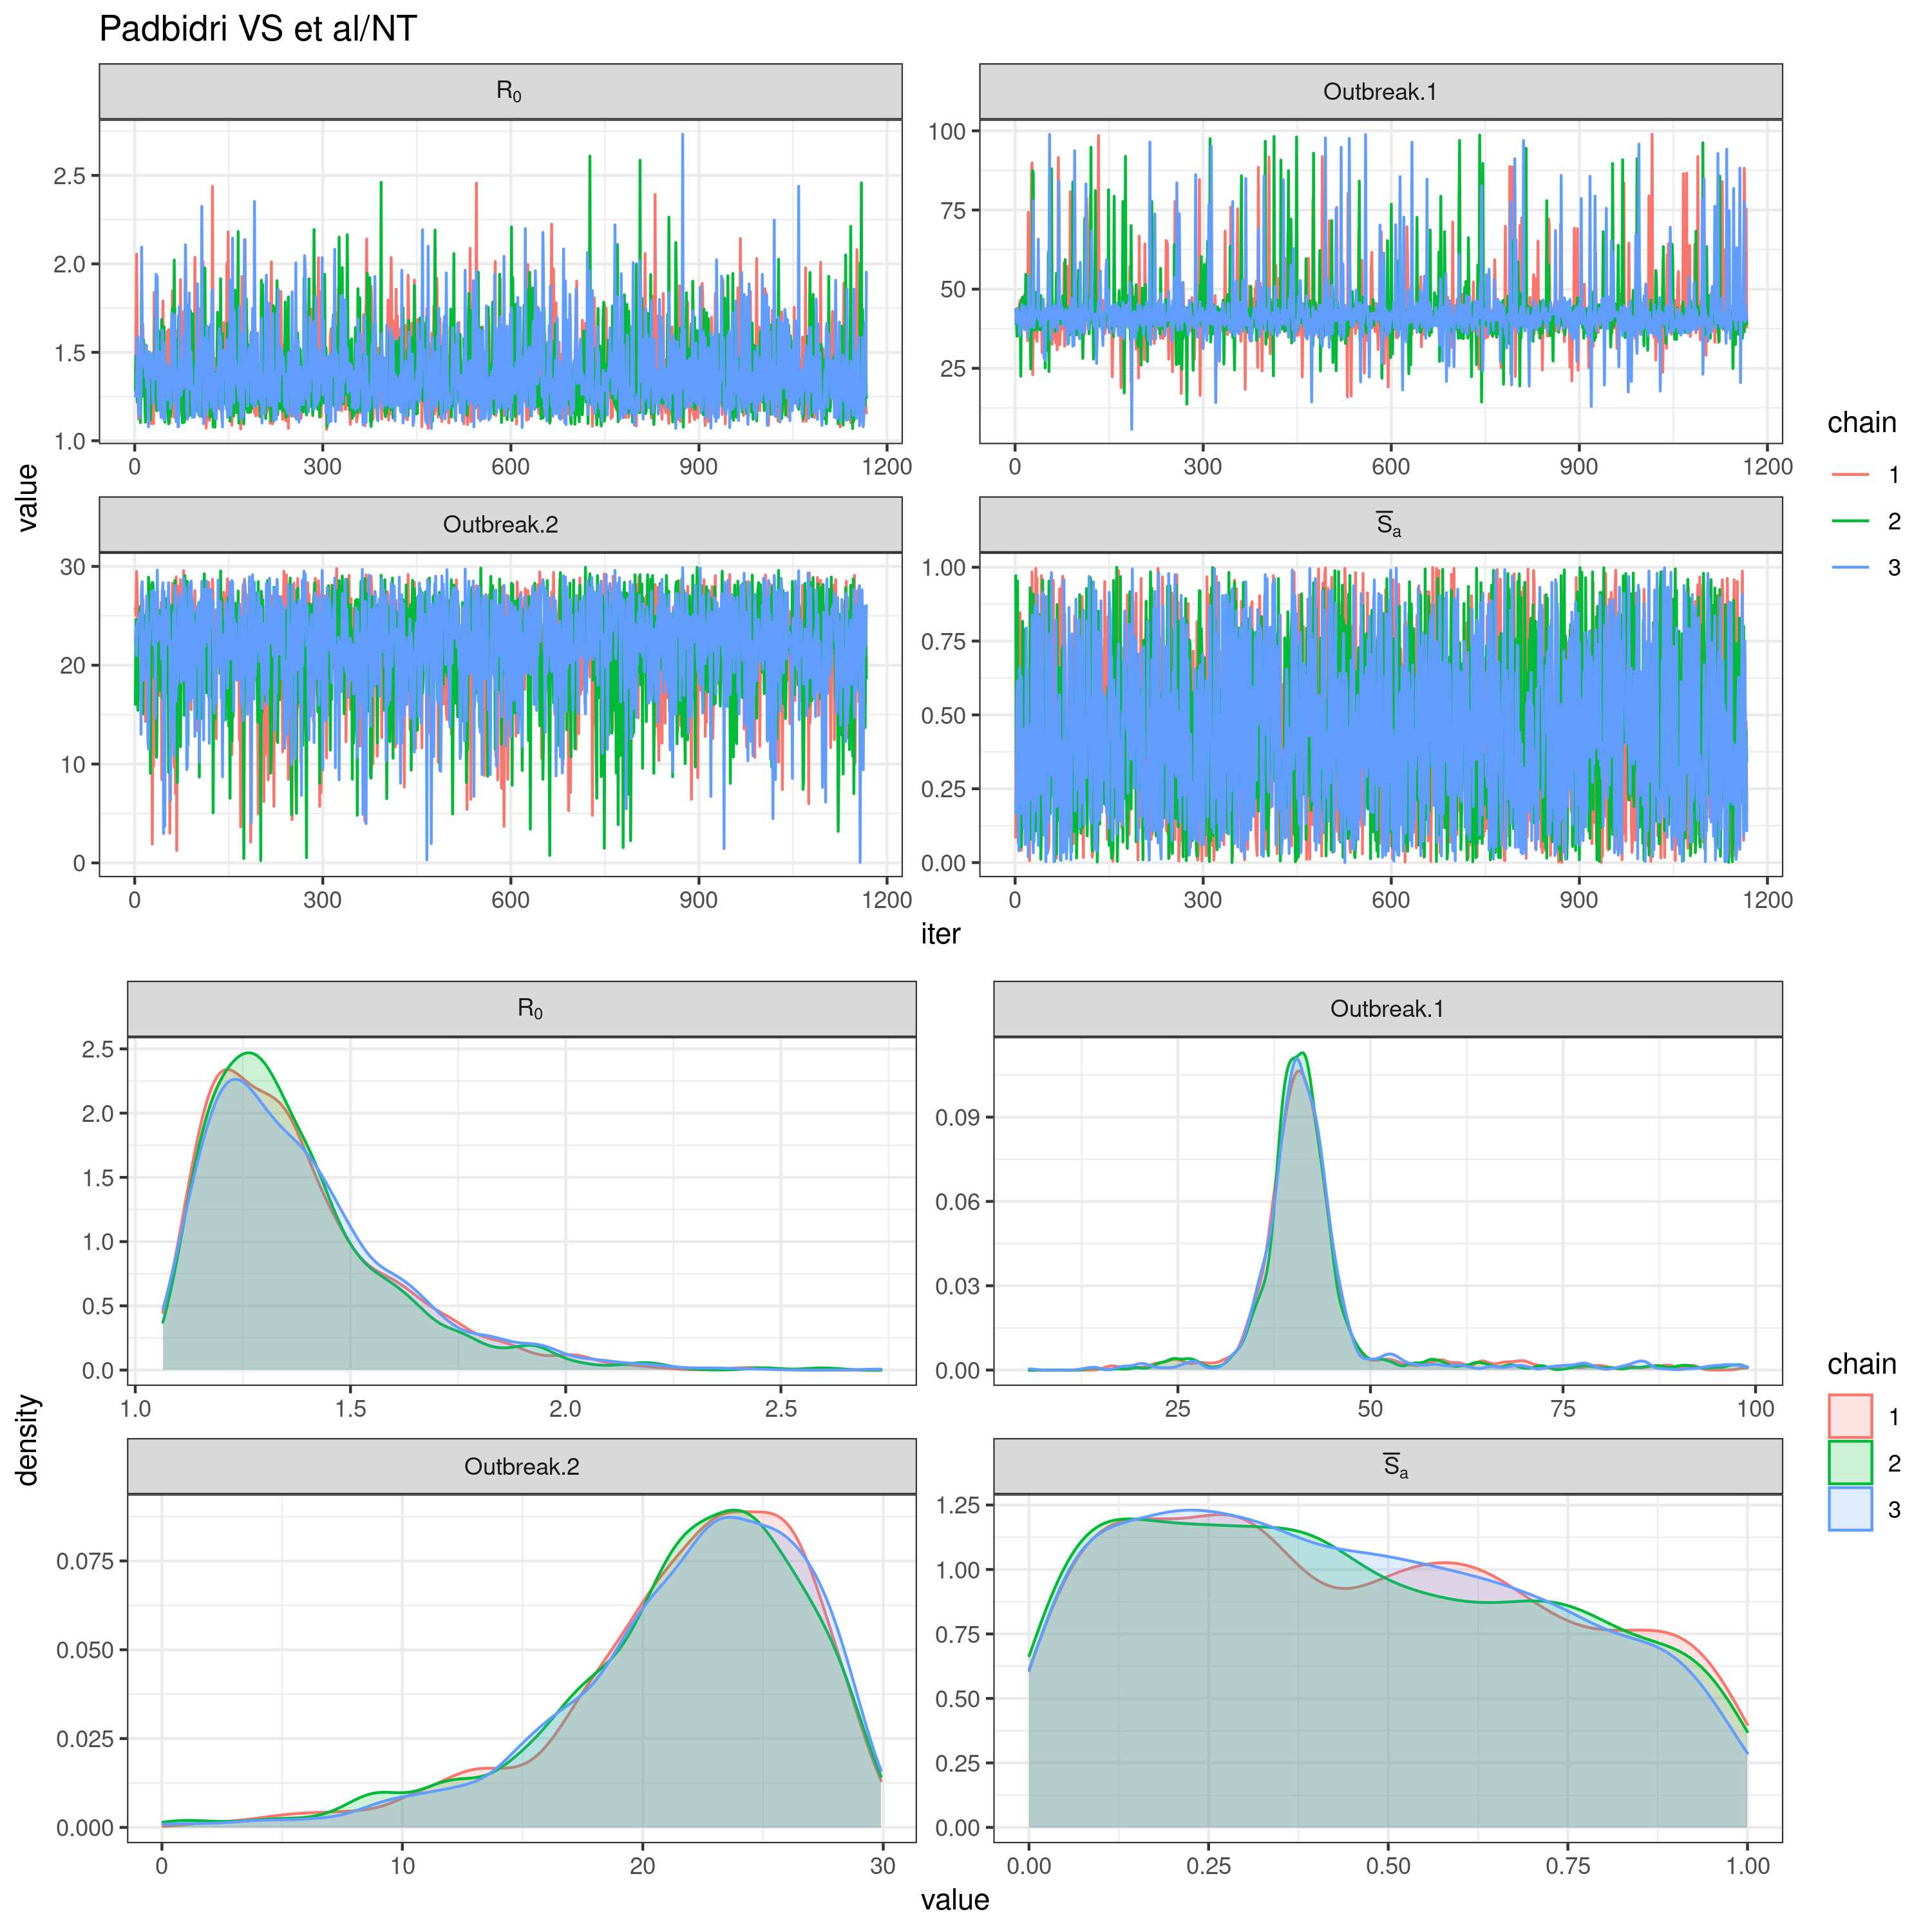 Padbidri VS et al/NT
R₀
Outbreak.1
2.5
2.0
1.5
1.0
100
75
50
25
0 300 600 900 1200
0 300 600 900 1200
Outbreak.2
S̅ₐ
30
20
10
0
1.00
0.75
0.50
0.25
0.00
0 300 600 900 1200
0 300 600 900 1200
value
iter
chain
1
2
3
R₀
Outbreak.1
2.5
2.0
1.5
1.0
0.5
0.0
0.09
0.06
0.03
0.00
1.0 1.5 2.0 2.5
25 50 75 100
Outbreak.2
S̅ₐ
0.075
0.050
0.025
0.000
1.25
1.00
0.75
0.50
0.25
0.00
0 10 20 30
0.00 0.25 0.50 0.75 1.00
density
value
chain
1
2
3